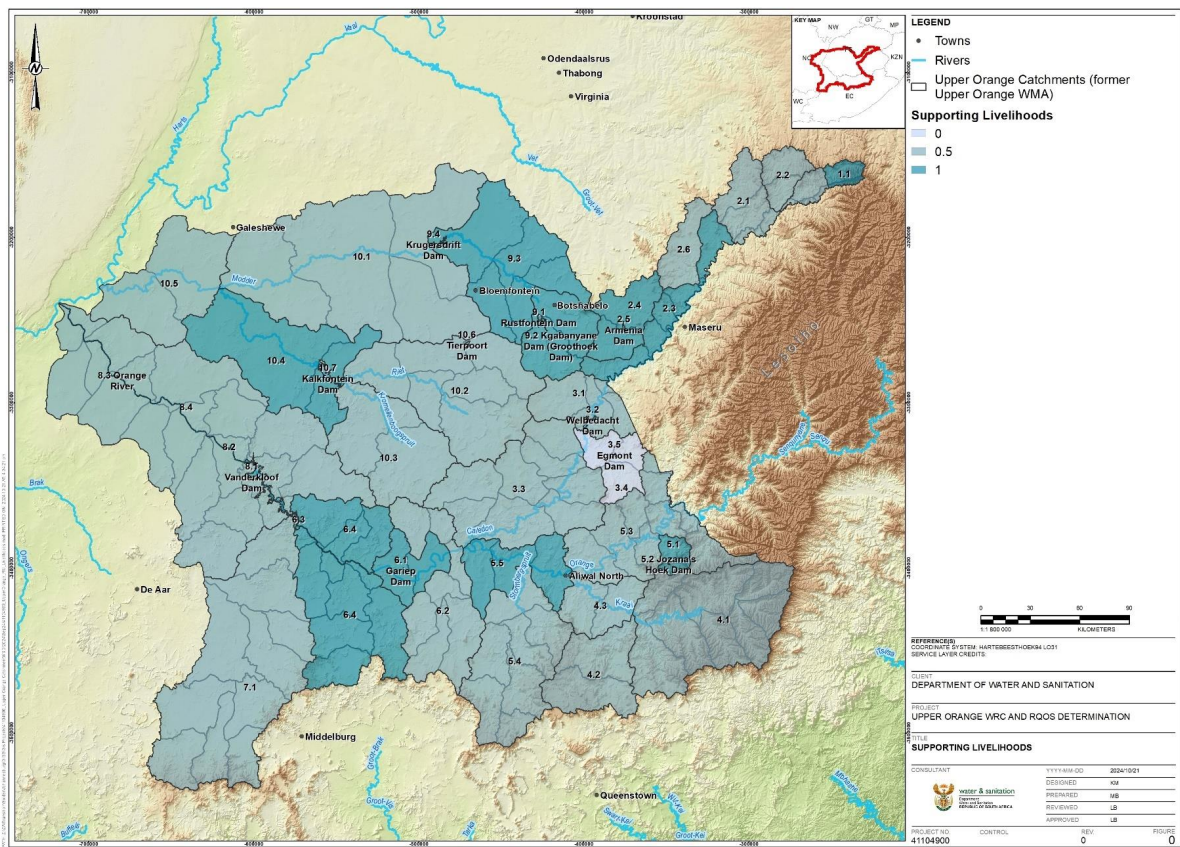 KEY MAP
NW
GT
MP
NC
FS
KZN
WC
EC
N
Kroonstad
Vaal
Odendaalsrus
Thabong
Virginia
Harts
Vet
Groot-Vet
Galeshewe
2.2
1.1
2.1
2.6
9.4
Krugersdrift
Dam
9.3
10.1
Modder
10.5
Bloemfontein
Botshabelo
2.4
2.3
9.1
Rustfontein Dam
2.5
Armenia
Dam
Maseru
9.2 Kgabanyane
Dam (Groothoek
Dam)
10.6
Tierpoort
Dam
10.4
10.7
Kalkfontein
Dam
Riet
10.2
Kromellenboogspruit
8.3 Orange
River
8.4
3.1
3.2
Welbedacht
Dam
3.5
Egmont
Dam
3.4
Lesotho
Senqunyane
Senqu
8.2
8.1
Vanderkloof
Dam
10.3
3.3
Brak
Ongers
6.3
6.4
Caledon
5.3
6.1
Gariep
Dam
5.5
Stormbergspruit
Orange
5.1
5.2 Jozana's
Hoek Dam
Aliwal North
De Aar
6.4
6.2
4.3
Kraai
4.1
5.4
4.2
7.1
Middelburg
Groot-Brak
Queenstown
Groot-Kei
LEGEND
Towns
Rivers
Upper Orange Catchments (former
Upper Orange WMA)
Supporting Livelihoods
0
0.5
1
0 30 60 90
1:1 800 000 KILOMETERS
REFERENCE(S)
COORDINATE SYSTEM: HARTEBEESTHOEK94 LO31
SERVICE LAYER CREDITS:
CLIENT
DEPARTMENT OF WATER AND SANITATION
PROJECT
UPPER ORANGE WRC AND RQOS DETERMINATION
TITLE
SUPPORTING LIVELIHOODS
CONSULTANT
water & sanitation
Department:
Water and Sanitation
REPUBLIC OF SOUTH AFRICA
YYYY-MM-DD 2024/10/21
DESIGNED KM
PREPARED MB
REVIEWED LB
APPROVED LB
PROJECT NO. CONTROL REV FIGURE
41104900 0 0